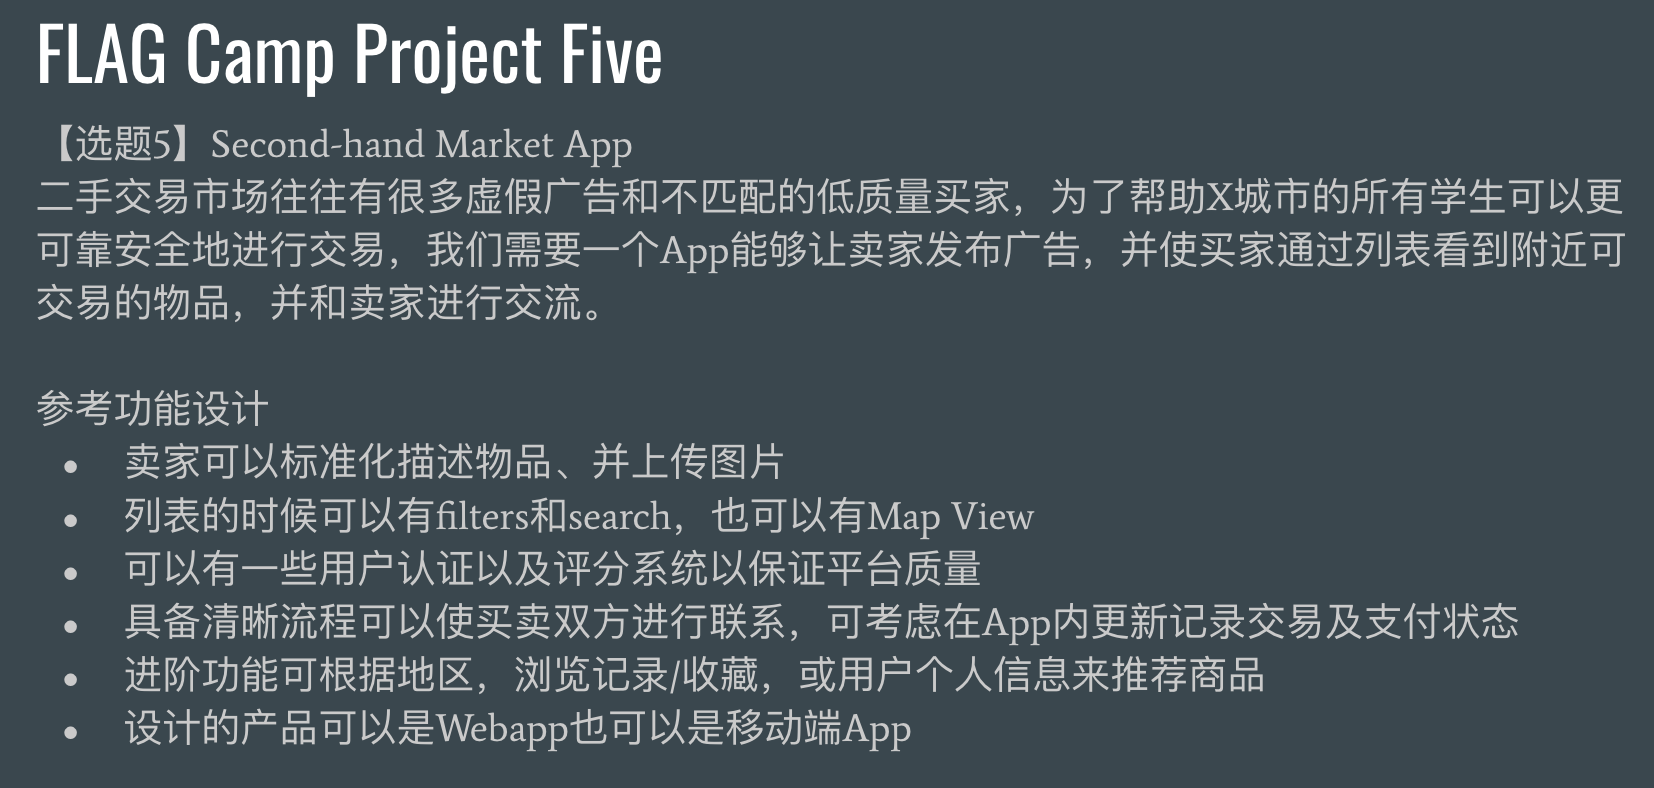 FLAG Camp Project Five
【选题5】Second-hand Market App
二手交易市场往往有很多虚假广告和不匹配的低质量买家，为了帮助X城市的所有学生可以更
可靠安全地进行交易，我们需要一个App能够让卖家发布广告，并使买家通过列表看到附近可
交易的物品，并和卖家进行交流。
参考功能设计
● 卖家可以标准化描述物品、并上传图片
● 列表的时候可以有filters和search，也可以有Map View
● 可以有一些用户认证以及评分系统以保证平台质量
● 具备清晰流程可以使买卖双方进行联系，可考虑在App内更新记录交易及支付状态
● 进阶功能可根据地区，浏览记录/收藏，或用户个人信息来推荐商品
● 设计的产品可以是Webapp也可以是移动端App